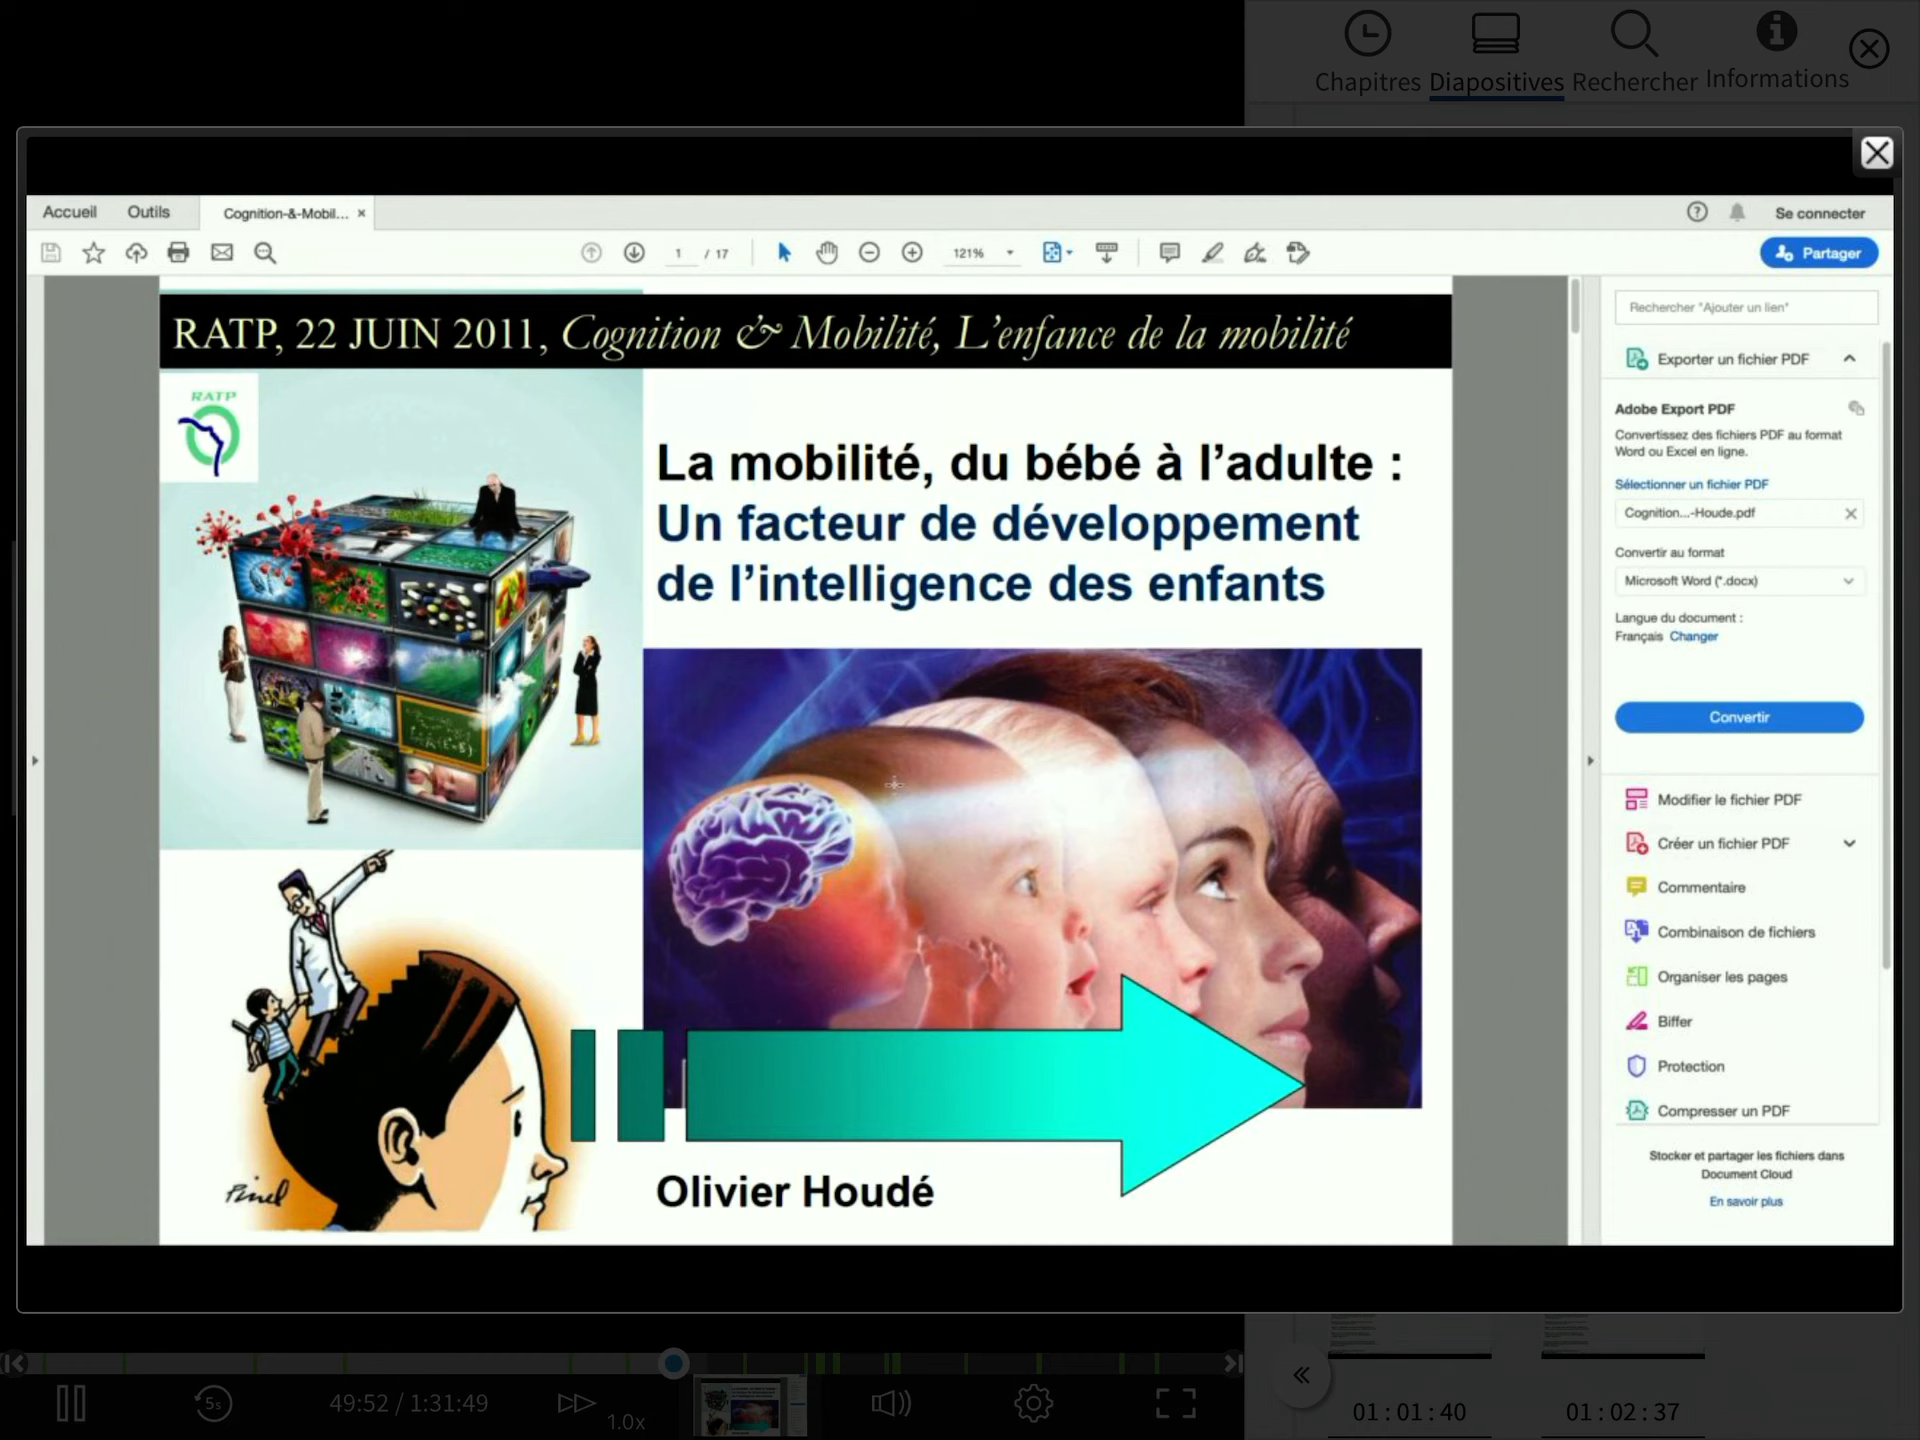 Chapitres Diapositives Rechercher Informations
Accueil Outils Cognition-&-Mobil... Se connecter
1 / 17 121% Partager
RATP, 22 JUIN 2011, Cognition & Mobilité, L'enfance de la mobilité
RATP
La mobilité, du bébé à l'adulte :
Un facteur de développement
de l'intelligence des enfants
Pinel
Olivier Houdé
Rechercher "Ajouter un lien"
Exporter un fichier PDF
Adobe Export PDF
Convertissez des fichiers PDF au format
Word ou Excel en ligne.
Sélectionner un fichier PDF
Cognition...-Houde.pdf
Convertir au format
Microsoft Word (*.docx)
Langue du document :
Français Changer
Convertir
Modifier le fichier PDF
Créer un fichier PDF
Commentaire
Combinaison de fichiers
Organiser les pages
Biffer
Protection
Compresser un PDF
Stocker et partager les fichiers dans
Document Cloud
En savoir plus
5s 49:52 / 1:31:49 1.0x
01:01:40 01:02:37